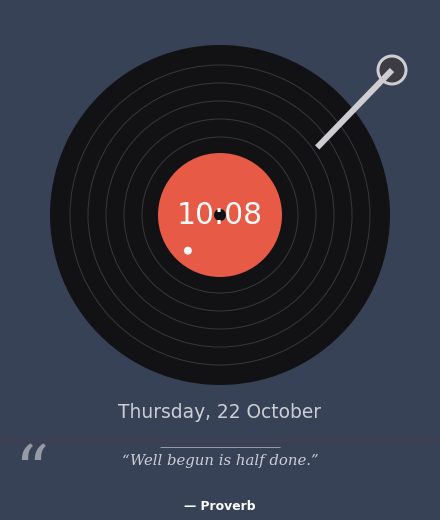 10:08
Thursday, 22 October
“
“Well begun is half done.”
— Proverb